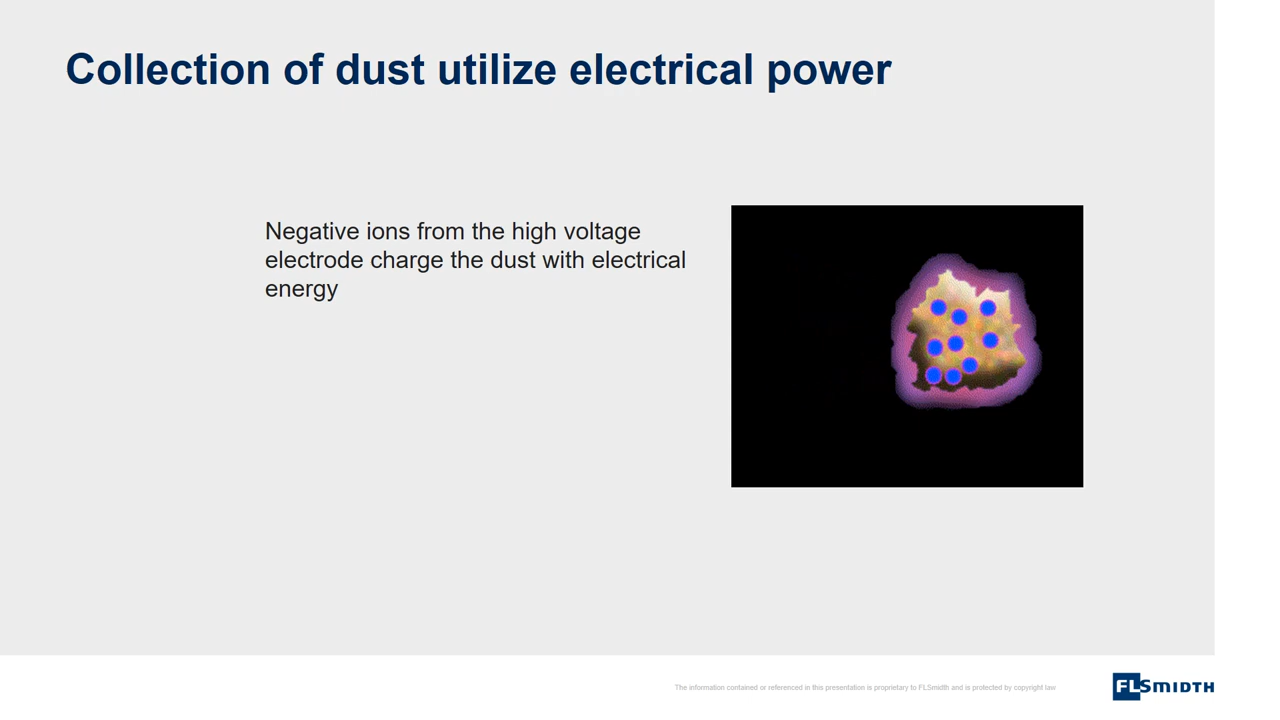 Collection of dust utilize electrical power
Negative ions from the high voltage
electrode charge the dust with electrical
energy
The information contained or referenced in this presentation is proprietary to FLSmidth and is protected by copyright law
FLSMIDTH